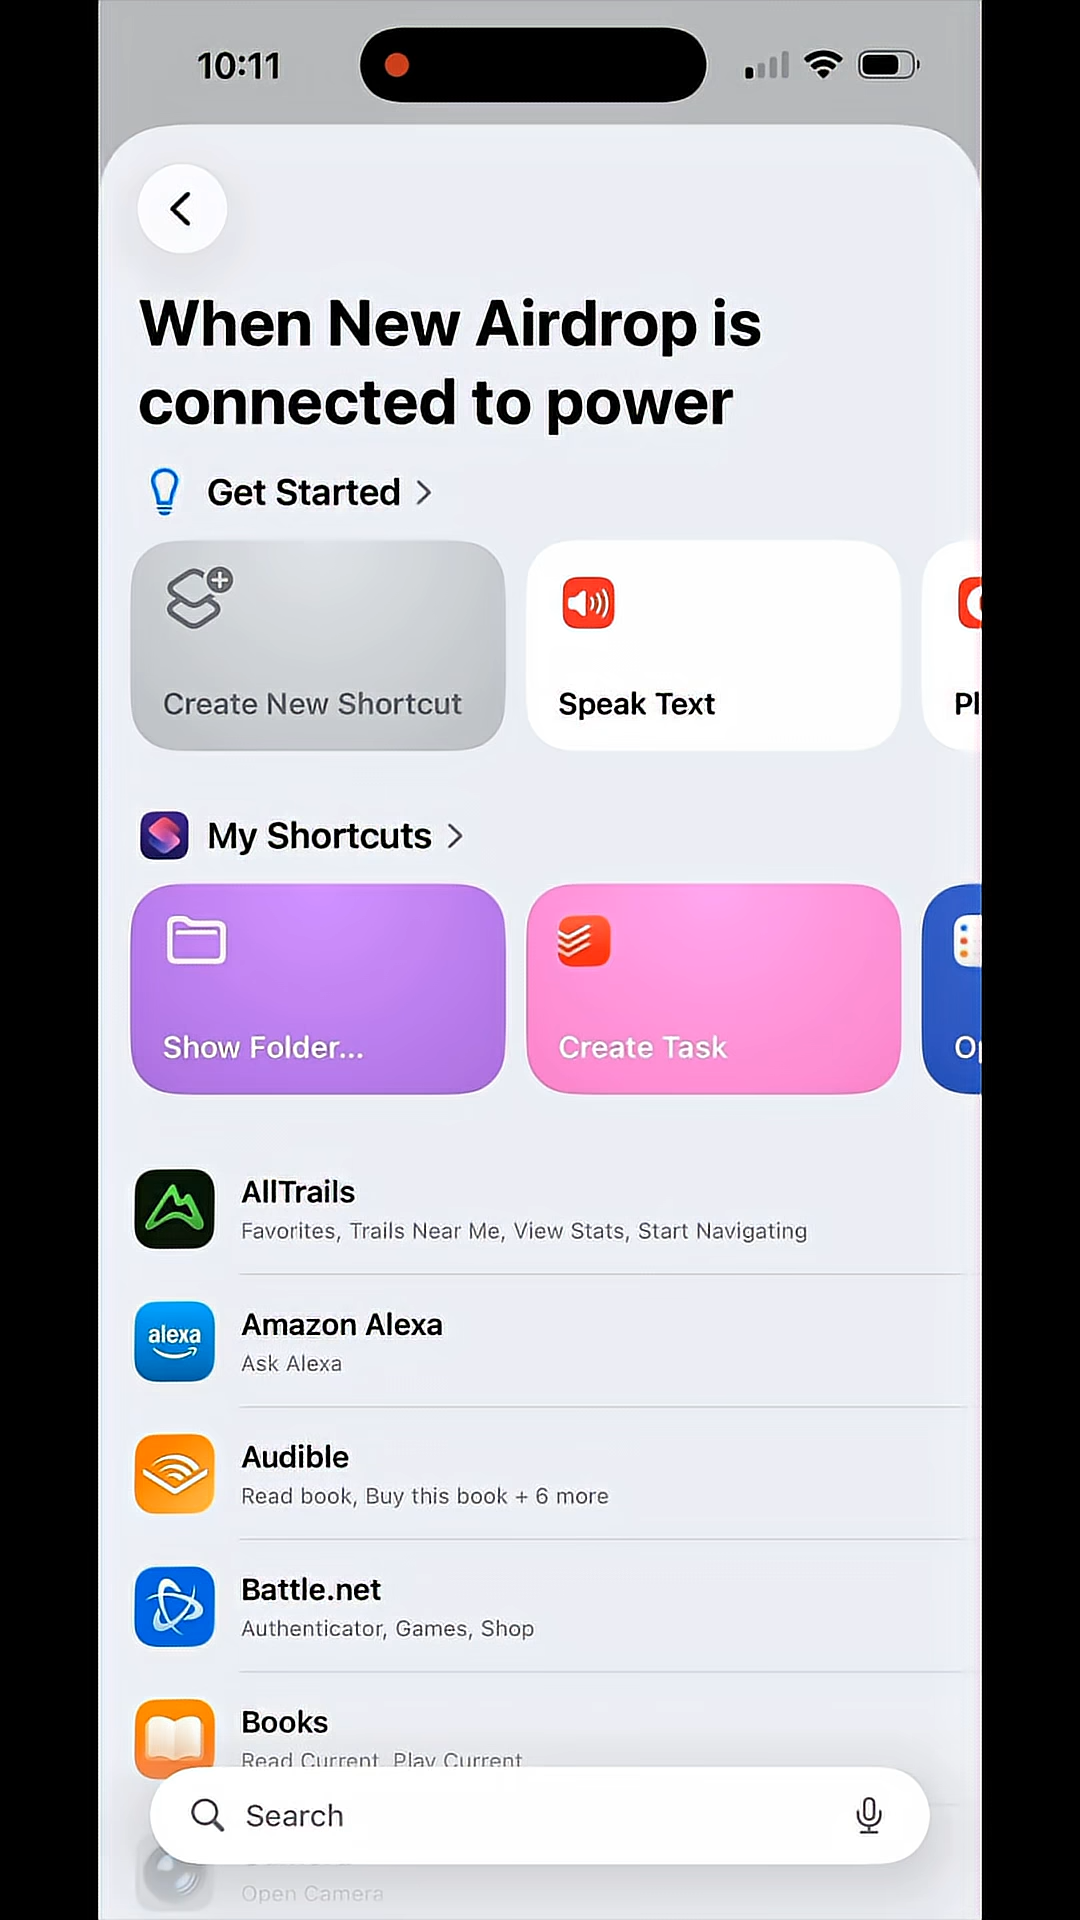 10:11
When New Airdrop is
connected to power
Get Started
Create New Shortcut
Speak Text
Pl
My Shortcuts
Show Folder...
Create Task
AllTrails
Favorites, Trails Near Me, View Stats, Start Navigating
alexa
Amazon Alexa
Ask Alexa
Audible
Read book, Buy this book + 6 more
Battle.net
Authenticator, Games, Shop
Books
Read Current, Play Current
Search
Open Camera